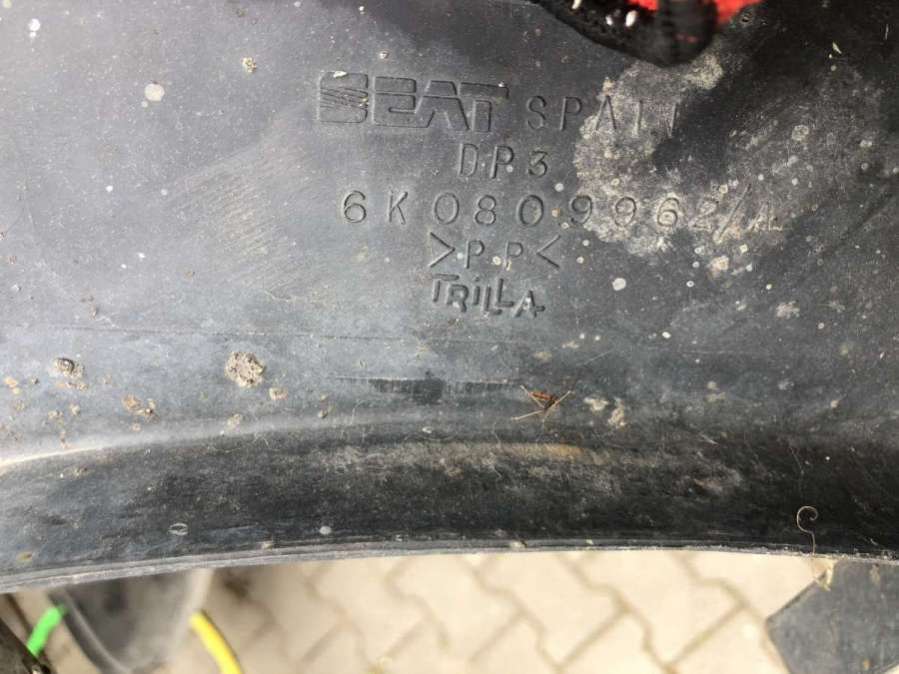 SEAT SPAIN
DP3
6K0809962/A
>PP<
TRILLA